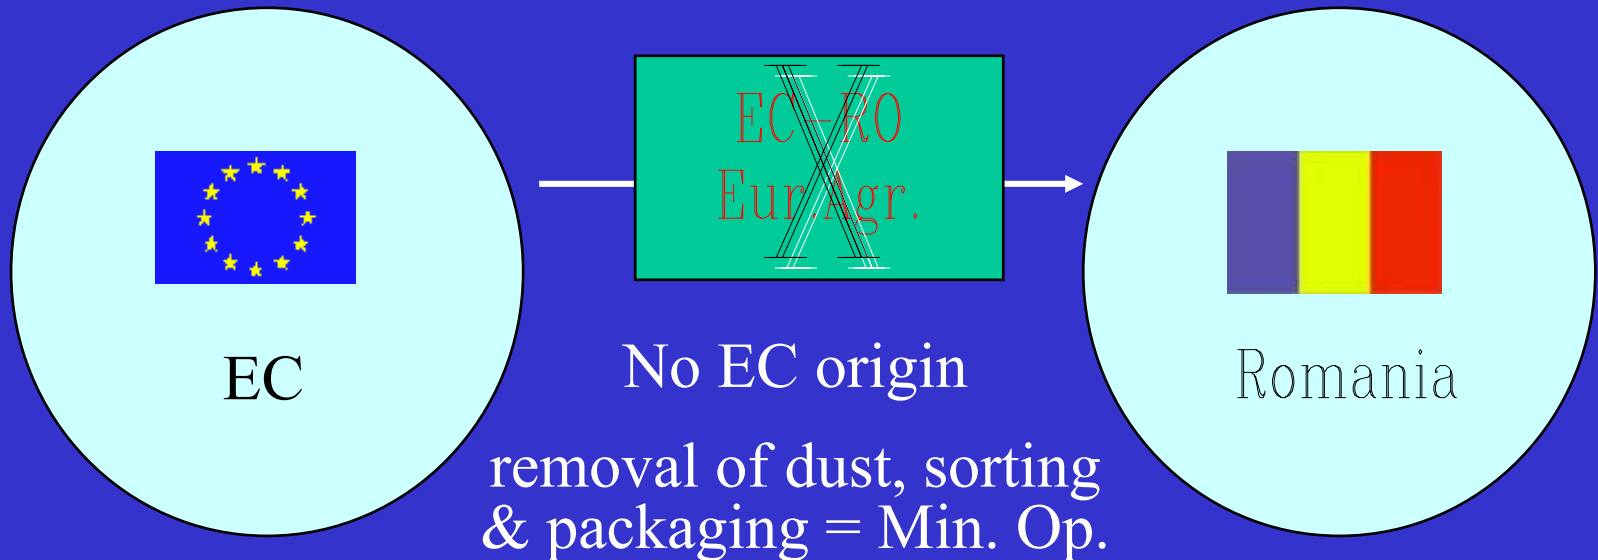 EC
EC-RO
Eur.Agr.
X
No EC origin
removal of dust, sorting
& packaging = Min. Op.
Romania